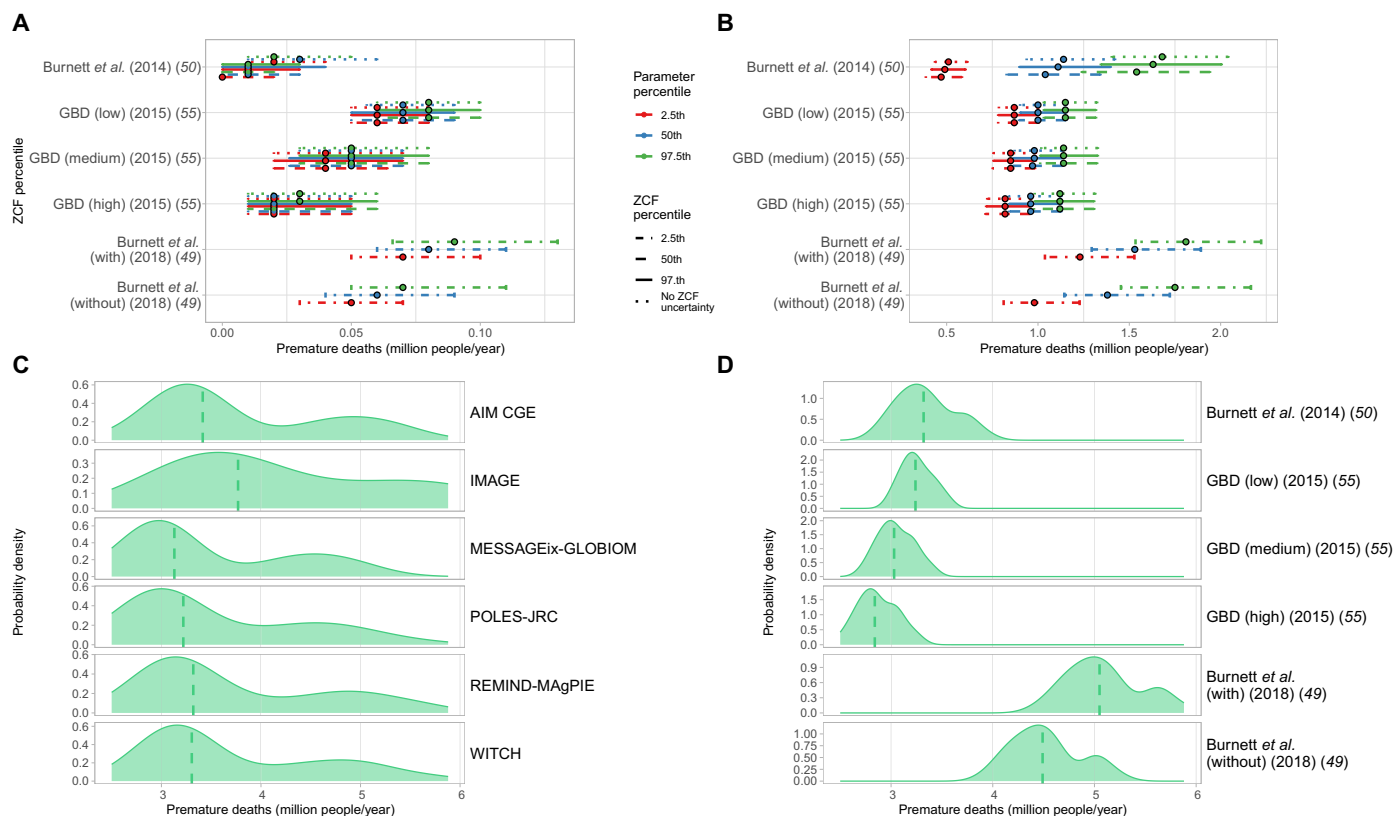 A
ZCF percentile
Burnett et al. (2014) (50)
GBD (low) (2015) (55)
GBD (medium) (2015) (55)
GBD (high) (2015) (55)
Burnett et al.
(with) (2018) (49)
Burnett et al.
(without) (2018) (49)
0.00 0.05 0.10
Premature deaths (million people/year)
Parameter
percentile
2.5th
50th
97.5th
ZCF
percentile
2.5th
50th
97.th
No ZCF
uncertainty
B
Burnett et al. (2014) (50)
GBD (low) (2015) (55)
GBD (medium) (2015) (55)
GBD (high) (2015) (55)
Burnett et al.
(with) (2018) (49)
Burnett et al.
(without) (2018) (49)
0.5 1.0 1.5 2.0
Premature deaths (million people/year)
C
Probability density
0.6
0.4
0.2
0.0
AIM CGE
0.3
0.2
0.1
0.0
IMAGE
0.6
0.4
0.2
0.0
MESSAGEix-GLOBIOM
0.6
0.4
0.2
0.0
POLES-JRC
0.6
0.4
0.2
0.0
REMIND-MAgPIE
0.6
0.4
0.2
0.0
WITCH
3 4 5 6
Premature deaths (million people/year)
D
Probability density
1.0
0.5
0.0
Burnett et al. (2014) (50)
2.0
1.5
1.0
0.5
0.0
GBD (low) (2015) (55)
2.0
1.5
1.0
0.5
0.0
GBD (medium) (2015) (55)
1.5
1.0
0.5
0.0
GBD (high) (2015) (55)
0.9
0.6
0.3
0.0
Burnett et al.
(with) (2018) (49)
1.00
0.75
0.50
0.25
0.00
Burnett et al.
(without) (2018) (49)
3 4 5 6
Premature deaths (million people/year)